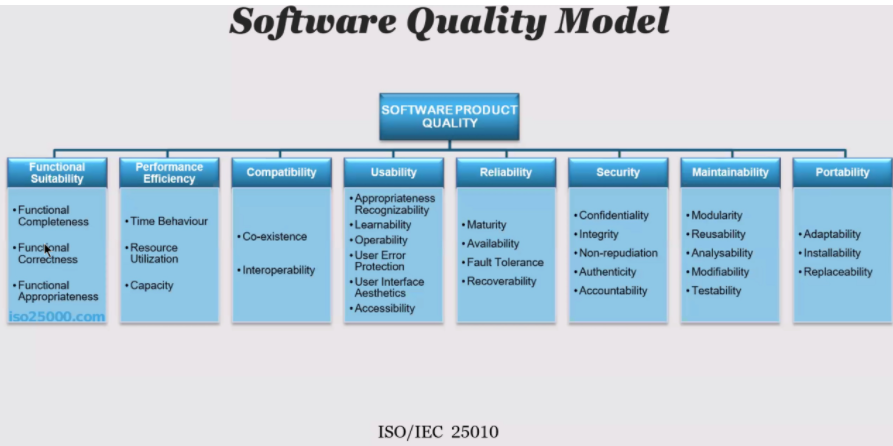 Software Quality Model
SOFTWARE PRODUCT
QUALITY
Functional
Suitability
• Functional
Completeness
• Functional
Correctness
• Functional
Appropriateness
iso25000.com
Performance
Efficiency
• Time Behaviour
• Resource
Utilization
• Capacity
Compatibility
• Co-existence
• Interoperability
Usability
• Appropriateness
Recognizability
• Learnability
• Operability
• User Error
Protection
• User Interface
Aesthetics
• Accessibility
Reliability
• Maturity
• Availability
• Fault Tolerance
• Recoverability
Security
• Confidentiality
• Integrity
• Non-repudiation
• Authenticity
• Accountability
Maintainability
• Modularity
• Reusability
• Analysability
• Modifiability
• Testability
Portability
• Adaptability
• Installability
• Replaceability
ISO/IEC 25010